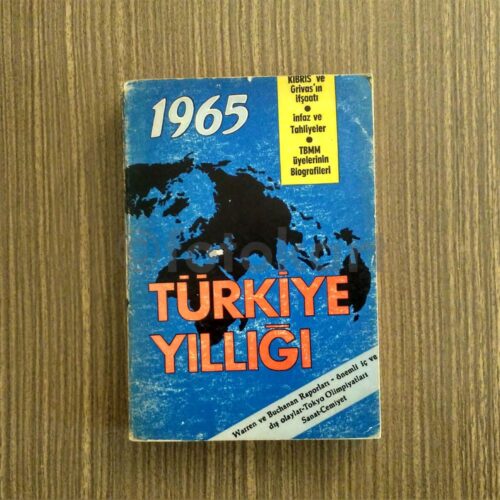 1965
KIBRIS ve
Grivas'ın
ifşaatı
infaz ve
Tahliyeler
TBMM
üyelerinin
Biografileri
TÜRKİYE
YILLIĞI
Warren ve Buchanan Raporları - önemli iç ve
dış olaylar-Tokyo Olimpiyatları
Sanat-Cemiyet